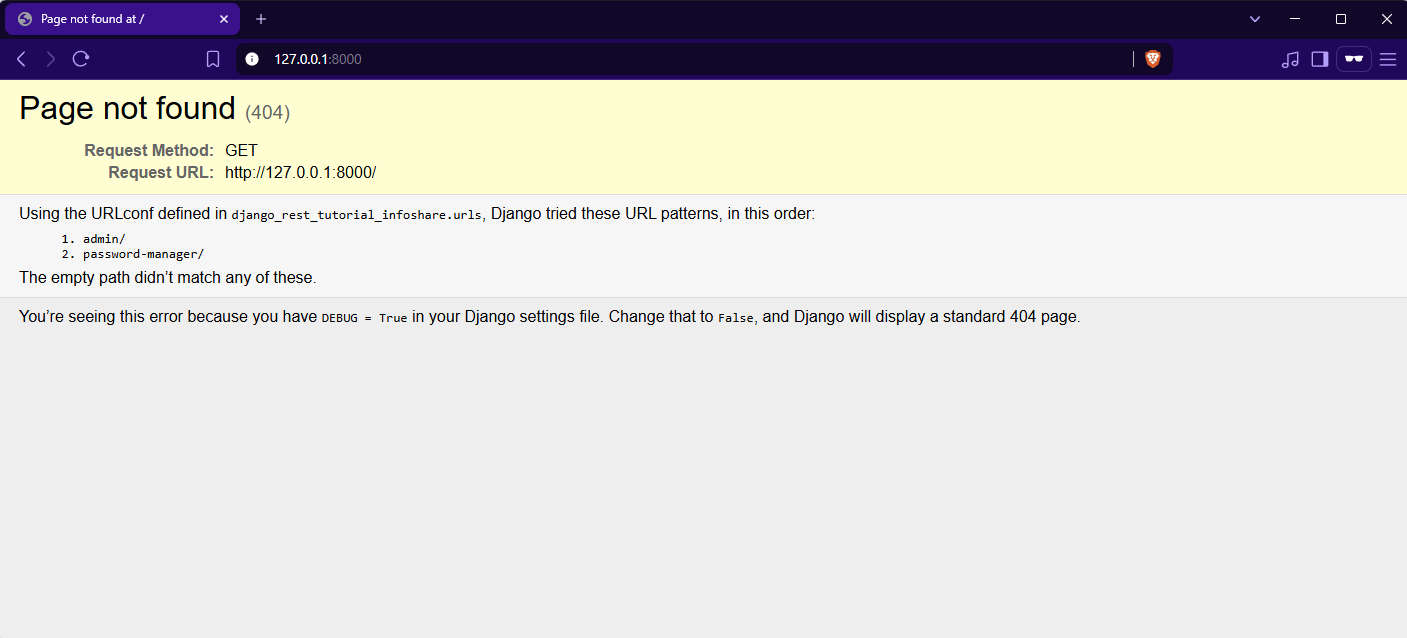 Page not found at /
127.0.0.1:8000
Page not found (404)
Request Method: GET
Request URL: http://127.0.0.1:8000/
Using the URLconf defined in django_rest_tutorial_infoshare.urls, Django tried these URL patterns, in this order:
1. admin/
2. password-manager/
The empty path didn’t match any of these.
You’re seeing this error because you have DEBUG = True in your Django settings file. Change that to False, and Django will display a standard 404 page.